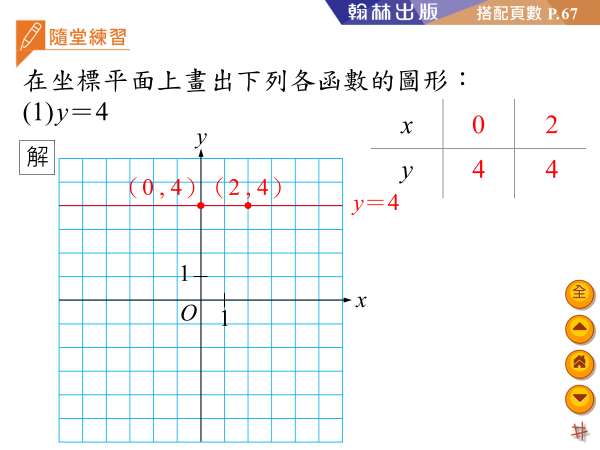 翰林出版
搭配頁數 P.67
隨堂練習
在坐標平面上畫出下列各函數的圖形：
(1)y＝4
解
x 0 2
y 4 4
y
(0,4) (2,4)
y＝4
1
O
1
x
全